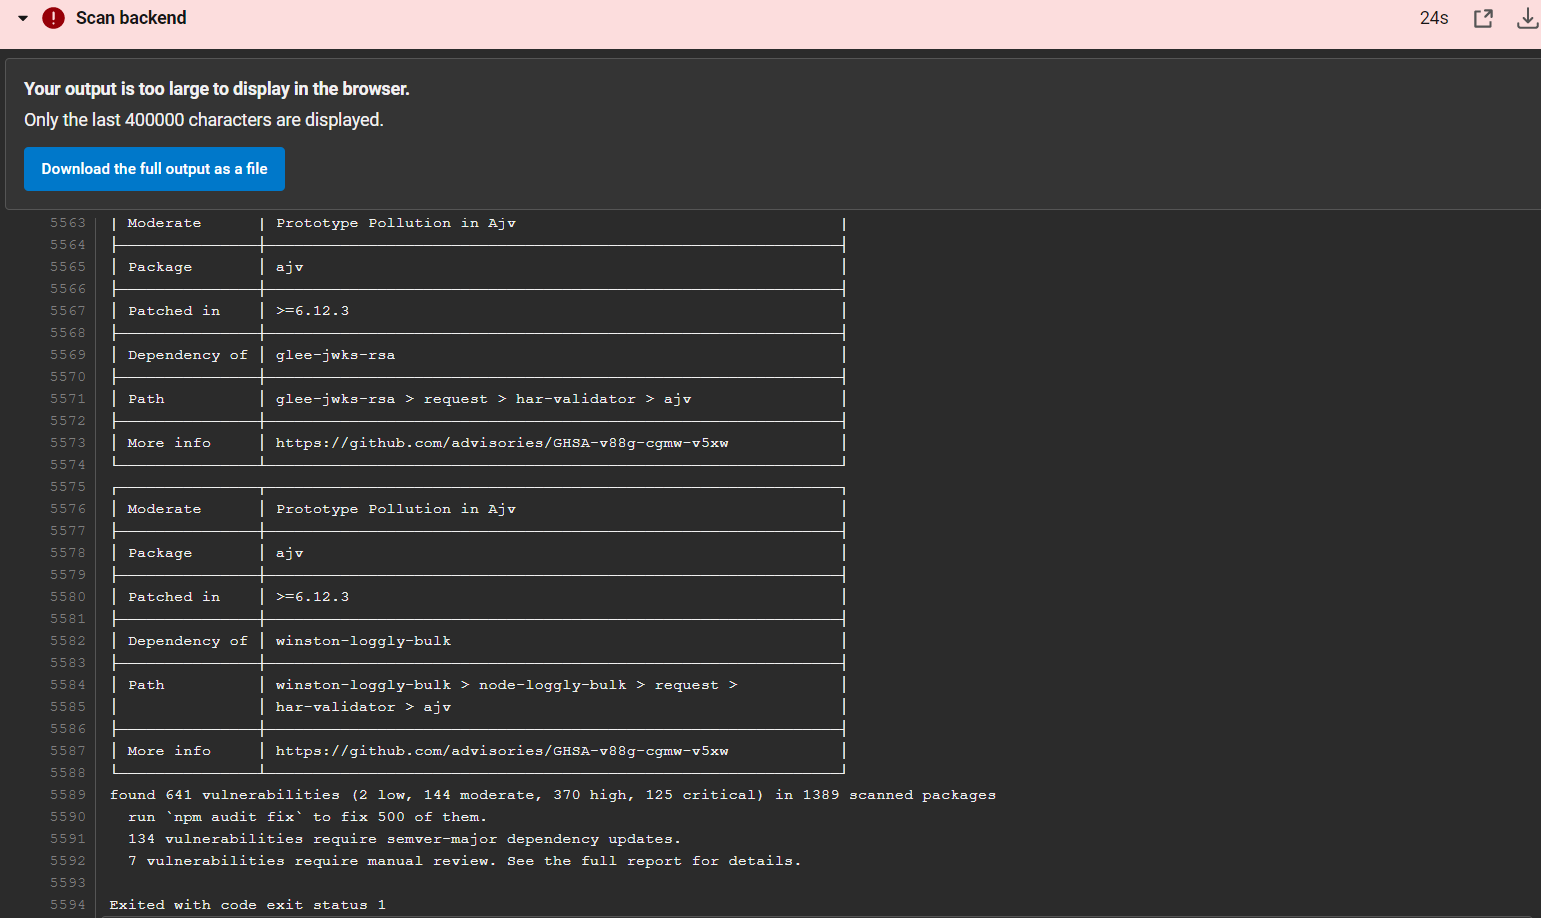 Scan backend 24s
Your output is too large to display in the browser.
Only the last 400000 characters are displayed.
Download the full output as a file
5563 | Moderate | Prototype Pollution in Ajv |
5564
5565 | Package | ajv |
5566
5567 | Patched in | >=6.12.3 |
5568
5569 | Dependency of | glee-jwks-rsa |
5570
5571 | Path | glee-jwks-rsa > request > har-validator > ajv |
5572
5573 | More info | https://github.com/advisories/GHSA-v88g-cgmw-v5xw |
5574
5575
5576 | Moderate | Prototype Pollution in Ajv |
5577
5578 | Package | ajv |
5579
5580 | Patched in | >=6.12.3 |
5581
5582 | Dependency of | winston-loggly-bulk |
5583
5584 | Path | winston-loggly-bulk > node-loggly-bulk > request > |
5585 | | har-validator > ajv |
5586
5587 | More info | https://github.com/advisories/GHSA-v88g-cgmw-v5xw |
5588
5589 found 641 vulnerabilities (2 low, 144 moderate, 370 high, 125 critical) in 1389 scanned packages
5590 run `npm audit fix` to fix 500 of them.
5591 134 vulnerabilities require semver-major dependency updates.
5592 7 vulnerabilities require manual review. See the full report for details.
5593
5594 Exited with code exit status 1